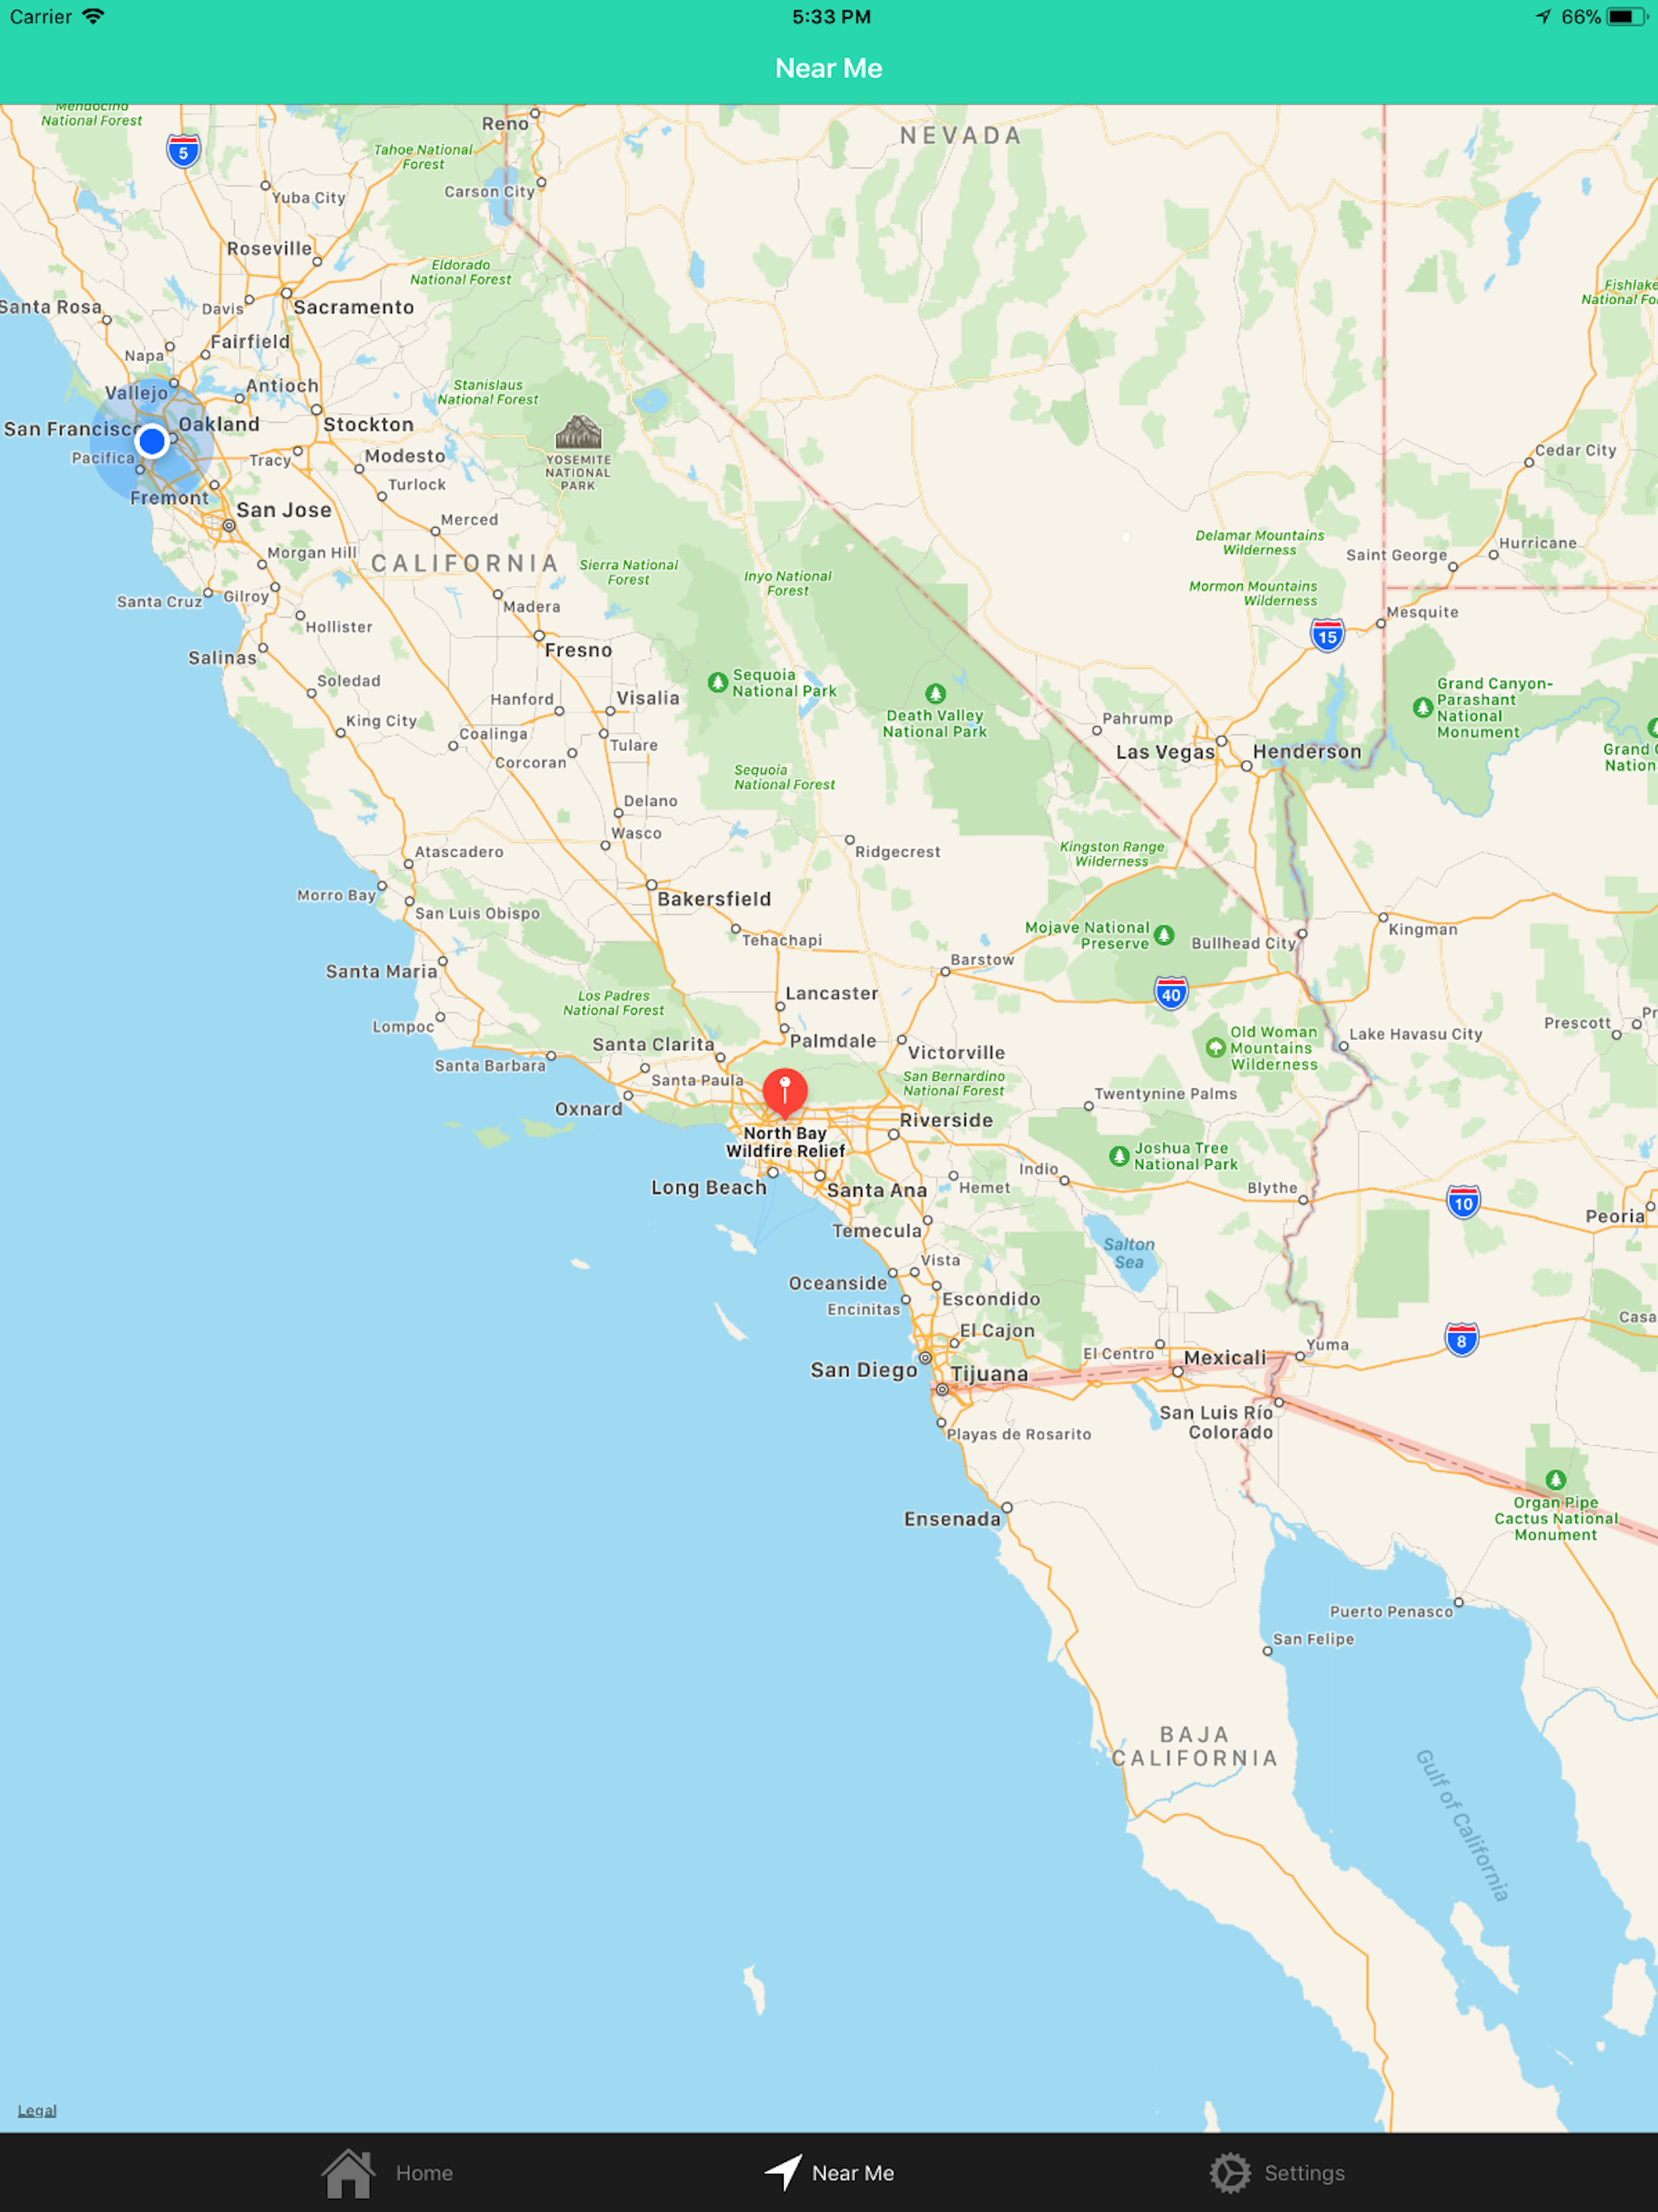 Carrier
5:33 PM
66%
Near Me
Mendocino
National Forest
5
Reno
NEVADA
Tahoe National
Forest
Carson City
Yuba City
Roseville
Eldorado
National Forest
Fishlake
Santa Rosa
Davis
Sacramento
Napa
Fairfield
Vallejo
Antioch
Stanislaus
National Forest
San Francisco
Oakland
Stockton
Pacifica
Tracy
Modesto
YOSEMITE
NATIONAL
PARK
Cedar City
Fremont
Turlock
San Jose
Merced
Morgan Hill
CALIFORNIA
Sierra National
Forest
Inyo National
Forest
Delamar Mountains
Wilderness
Saint George
Hurricane
Mormon Mountains
Wilderness
Santa Cruz
Gilroy
Madera
Mesquite
Hollister
15
Salinas
Fresno
Soledad
Sequoia
National Park
Hanford
Visalia
Death Valley
National Park
Grand Canyon-
Parashant
National
Monument
King City
Coalinga
Tulare
Pahrump
Las Vegas
Henderson
Grand
Corcoran
Sequoia
National Forest
Delano
Wasco
Atascadero
Ridgecrest
Kingston Range
Wilderness
Morro Bay
Bakersfield
San Luis Obispo
Mojave National
Preserve
Bullhead City
Kingman
Tehachapi
Barstow
Santa Maria
Lancaster
40
Los Padres
National Forest
Lompoc
Palmdale
Santa Clarita
Victorville
Old Woman
Mountains
Wilderness
Lake Havasu City
Prescott
Pr
Santa Barbara
Santa Paula
San Bernardino
National Forest
Twentynine Palms
Oxnard
Riverside
North Bay
Wildfire Relief
Joshua Tree
National Park
Long Beach
Santa Ana
Hemet
Indio
Blythe
10
Peoria
Temecula
Salton
Sea
Vista
Oceanside
Encinitas
Escondido
El Cajon
Casa
8
San Diego
Tijuana
El Centro
Mexicali
Yuma
San Luis Río
Colorado
Playas de Rosarito
Organ Pipe
Cactus National
Monument
Ensenada
Puerto Penasco
San Felipe
BAJA
CALIFORNIA
Gulf of California
Legal
Home
Near Me
Settings